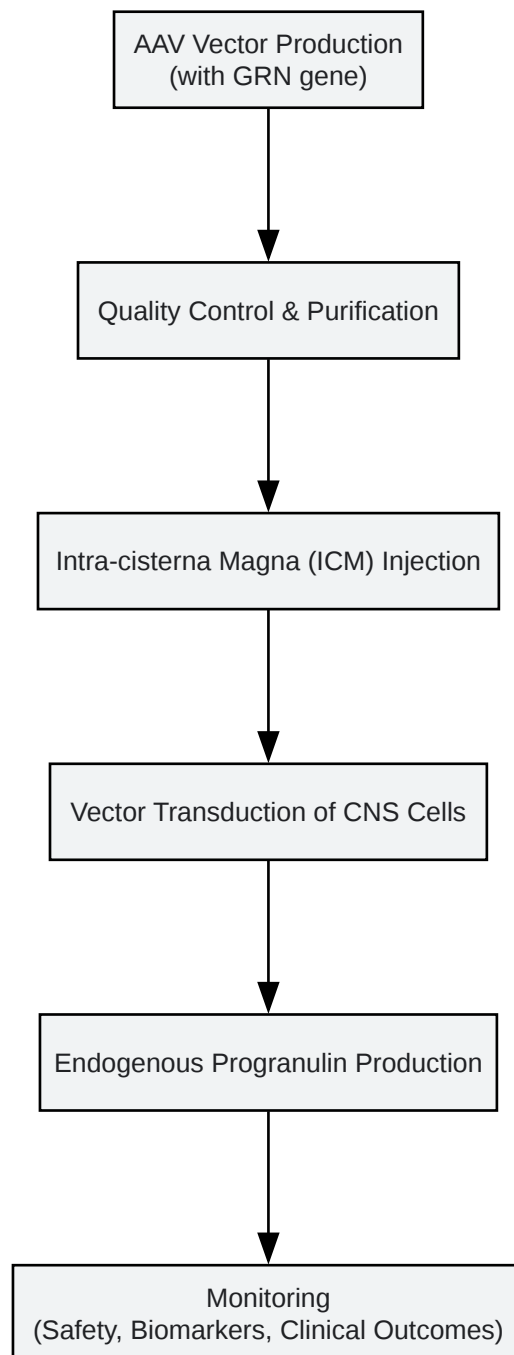 AAV Vector Production
(with GRN gene)
Quality Control & Purification
Intra-cisterna Magna (ICM) Injection
Vector Transduction of CNS Cells
Endogenous Progranulin Production
Monitoring
(Safety, Biomarkers, Clinical Outcomes)